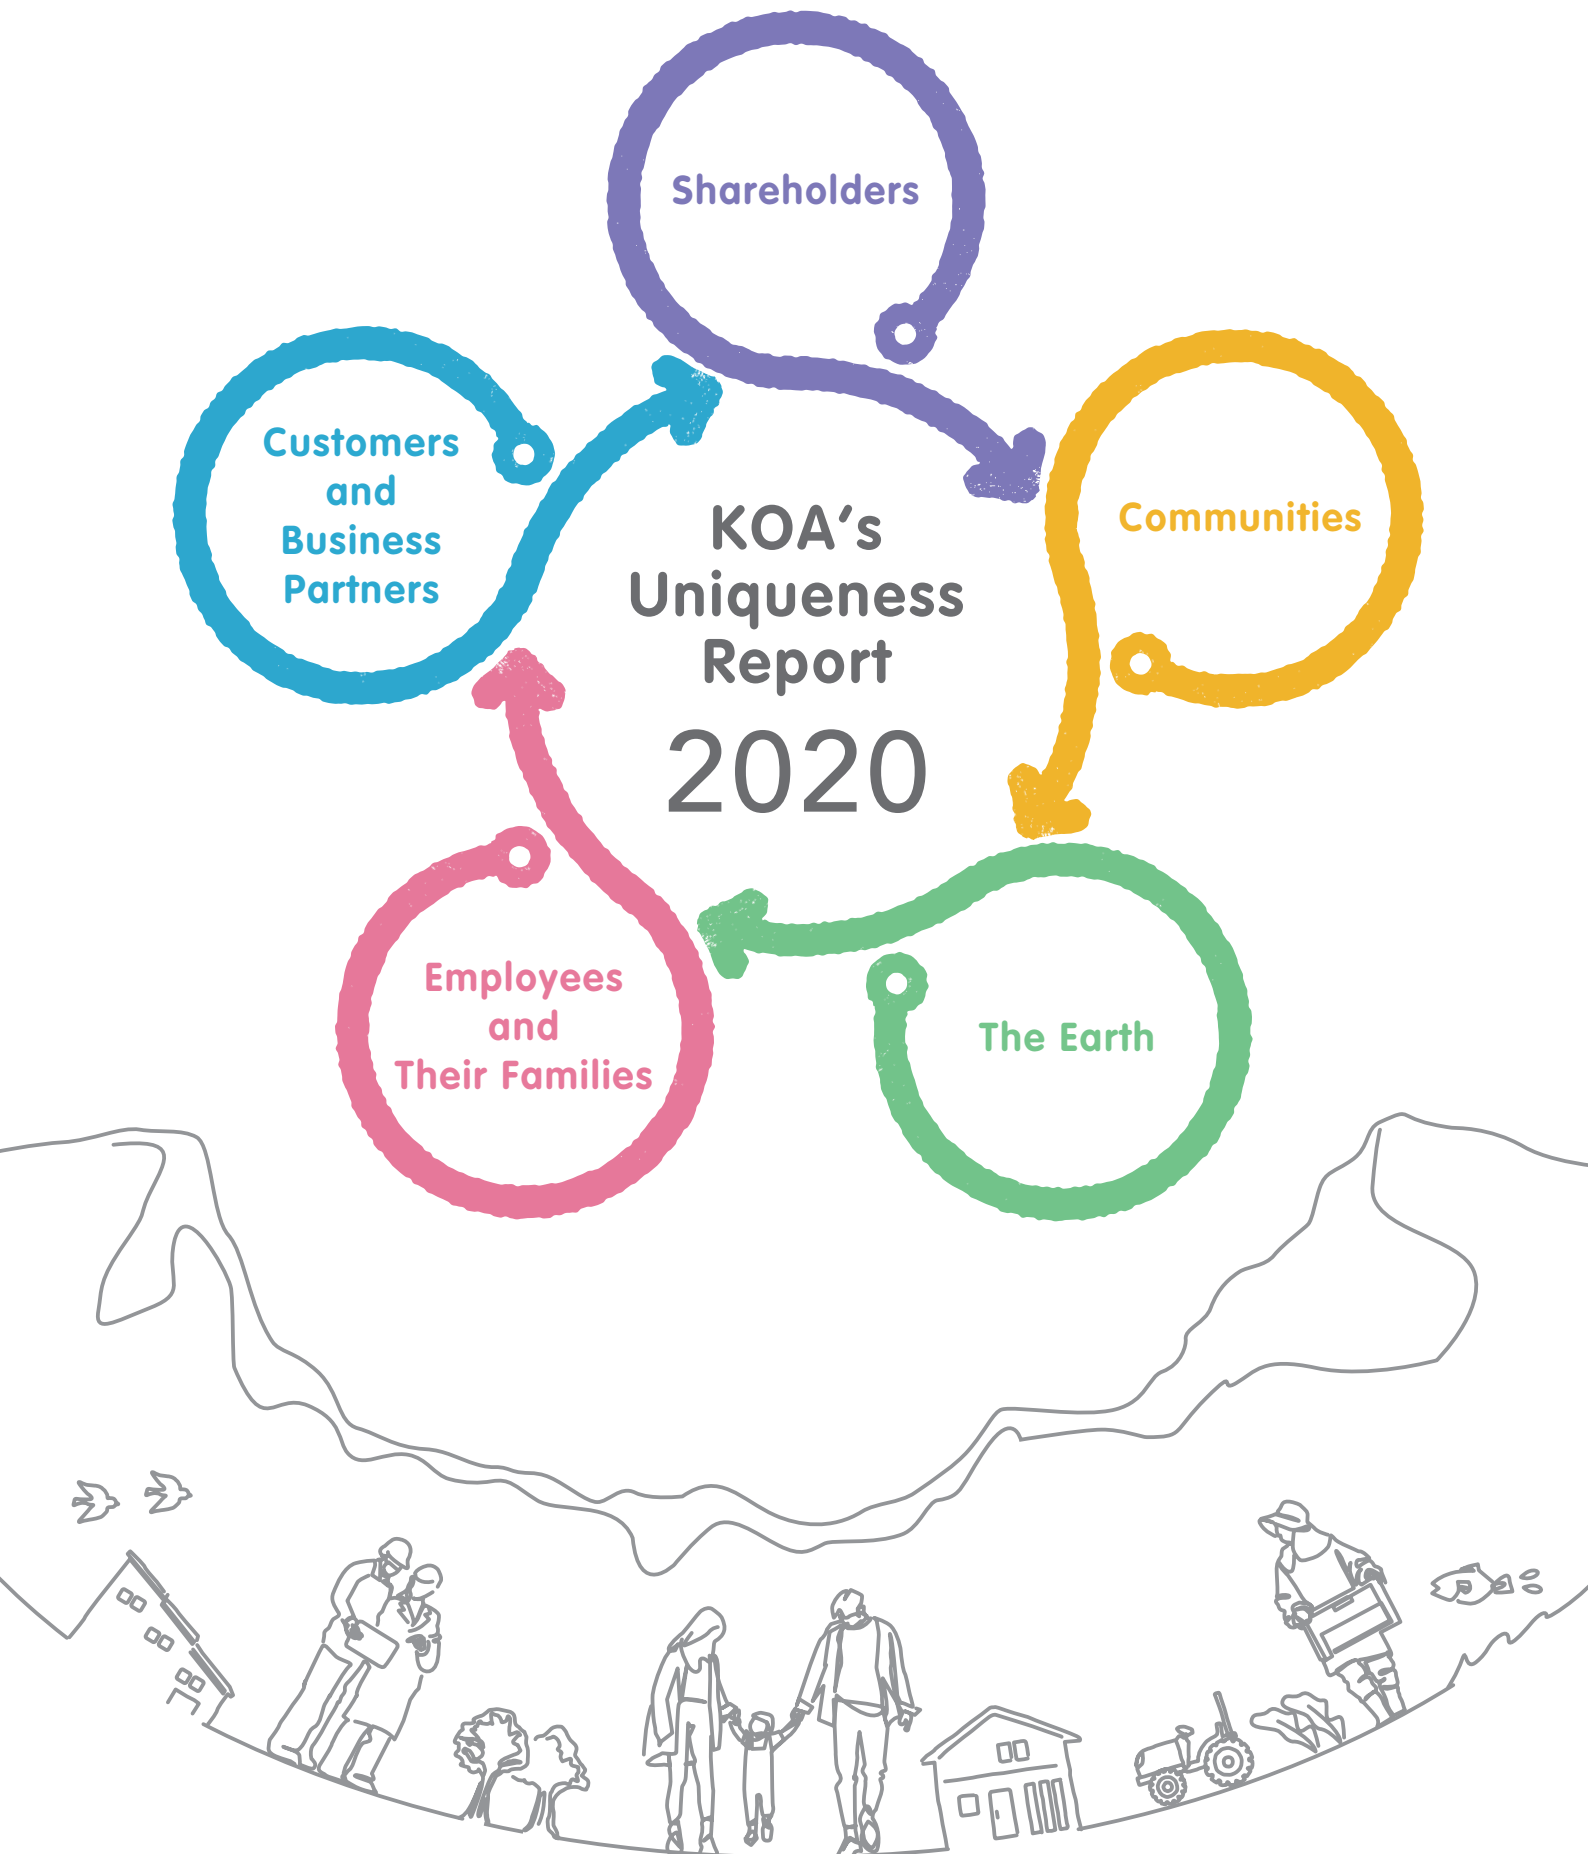 Shareholders
Customers
and
Business
Partners
Communities
KOA's
Uniqueness
Report
2020
Employees
and
Their Families
The Earth